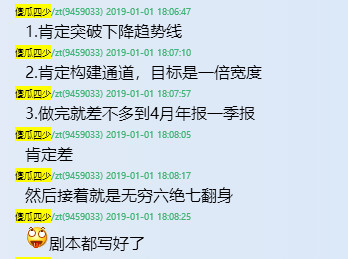 傻瓜四少/zt(9459033) 2019-01-01 18:06:47
1.肯定突破下降趋势线
傻瓜四少/zt(9459033) 2019-01-01 18:07:10
2.肯定构建通道，目标是一倍宽度
傻瓜四少/zt(9459033) 2019-01-01 18:07:57
3.做完就差不多到4月年报一季报
傻瓜四少/zt(9459033) 2019-01-01 18:08:05
肯定差
傻瓜四少/zt(9459033) 2019-01-01 18:08:17
然后接着就是无穷六绝七翻身
傻瓜四少/zt(9459033) 2019-01-01 18:08:25
剧本都写好了